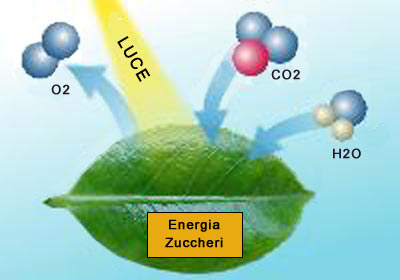 LUCE
CO2
O2
H2O
Energia
Zuccheri